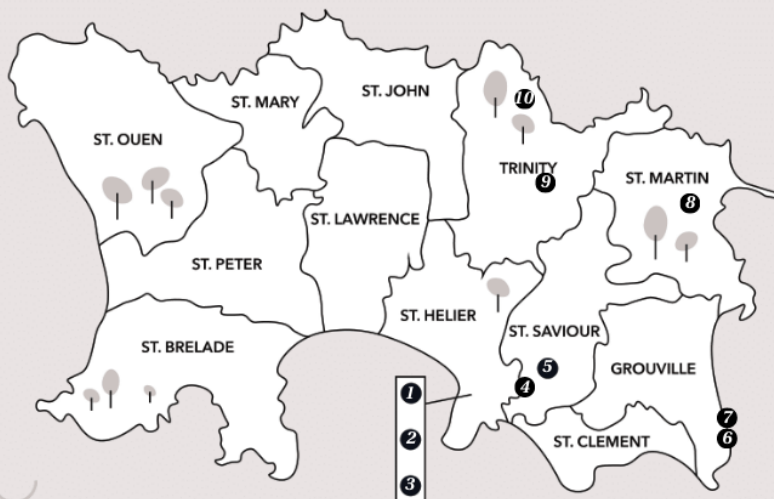 ST. JOHN
ST. MARY
10
ST. OUEN
TRINITY
9
ST. MARTIN
8
ST. LAWRENCE
ST. PETER
ST. HELIER
ST. SAVIOUR
ST. BRELADE
5
GROUVILLE
4
1
7
6
2
ST. CLEMENT
3